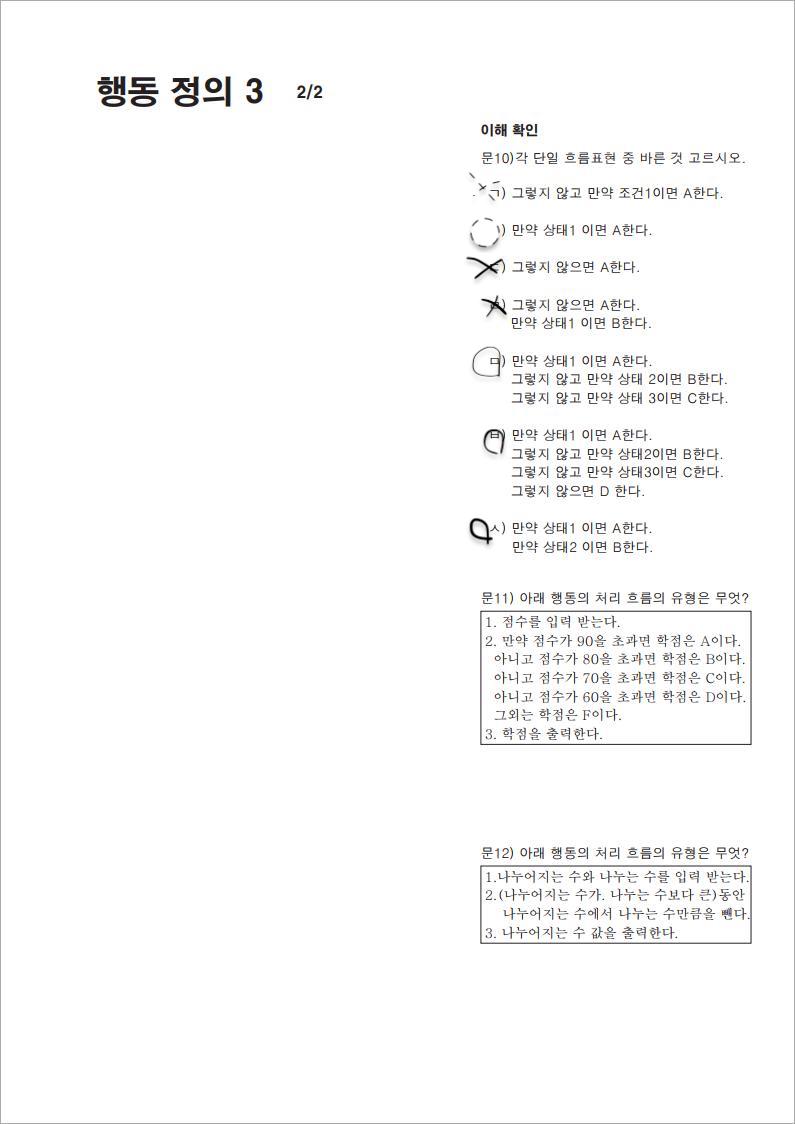 행동 정의 3 2/2
이해 확인
문10)각 단일 흐름표현 중 바른 것 고르시오.
ㄱ) 그렇지 않고 만약 조건1이면 A한다.
) 만약 상태1 이면 A한다.
) 그렇지 않으면 A한다.
) 그렇지 않으면 A한다.
만약 상태1 이면 B한다.
ㅁ) 만약 상태1 이면 A한다.
그렇지 않고 만약 상태 2이면 B한다.
그렇지 않고 만약 상태 3이면 C한다.
ㅂ) 만약 상태1 이면 A한다.
그렇지 않고 만약 상태2이면 B한다.
그렇지 않고 만약 상태3이면 C한다.
그렇지 않으면 D 한다.
ㅅ) 만약 상태1 이면 A한다.
만약 상태2 이면 B한다.
문11) 아래 행동의 처리 흐름의 유형은 무엇?
1. 점수를 입력 받는다.
2. 만약 점수가 90을 초과면 학점은 A이다.
아니고 점수가 80을 초과면 학점은 B이다.
아니고 점수가 70을 초과면 학점은 C이다.
아니고 점수가 60을 초과면 학점은 D이다.
그외는 학점은 F이다.
3. 학점을 출력한다.
문12) 아래 행동의 처리 흐름의 유형은 무엇?
1.나누어지는 수와 나누는 수를 입력 받는다.
2.(나누어지는 수가. 나누는 수보다 큰)동안
나누어지는 수에서 나누는 수만큼을 뺀다.
3. 나누어지는 수 값을 출력한다.